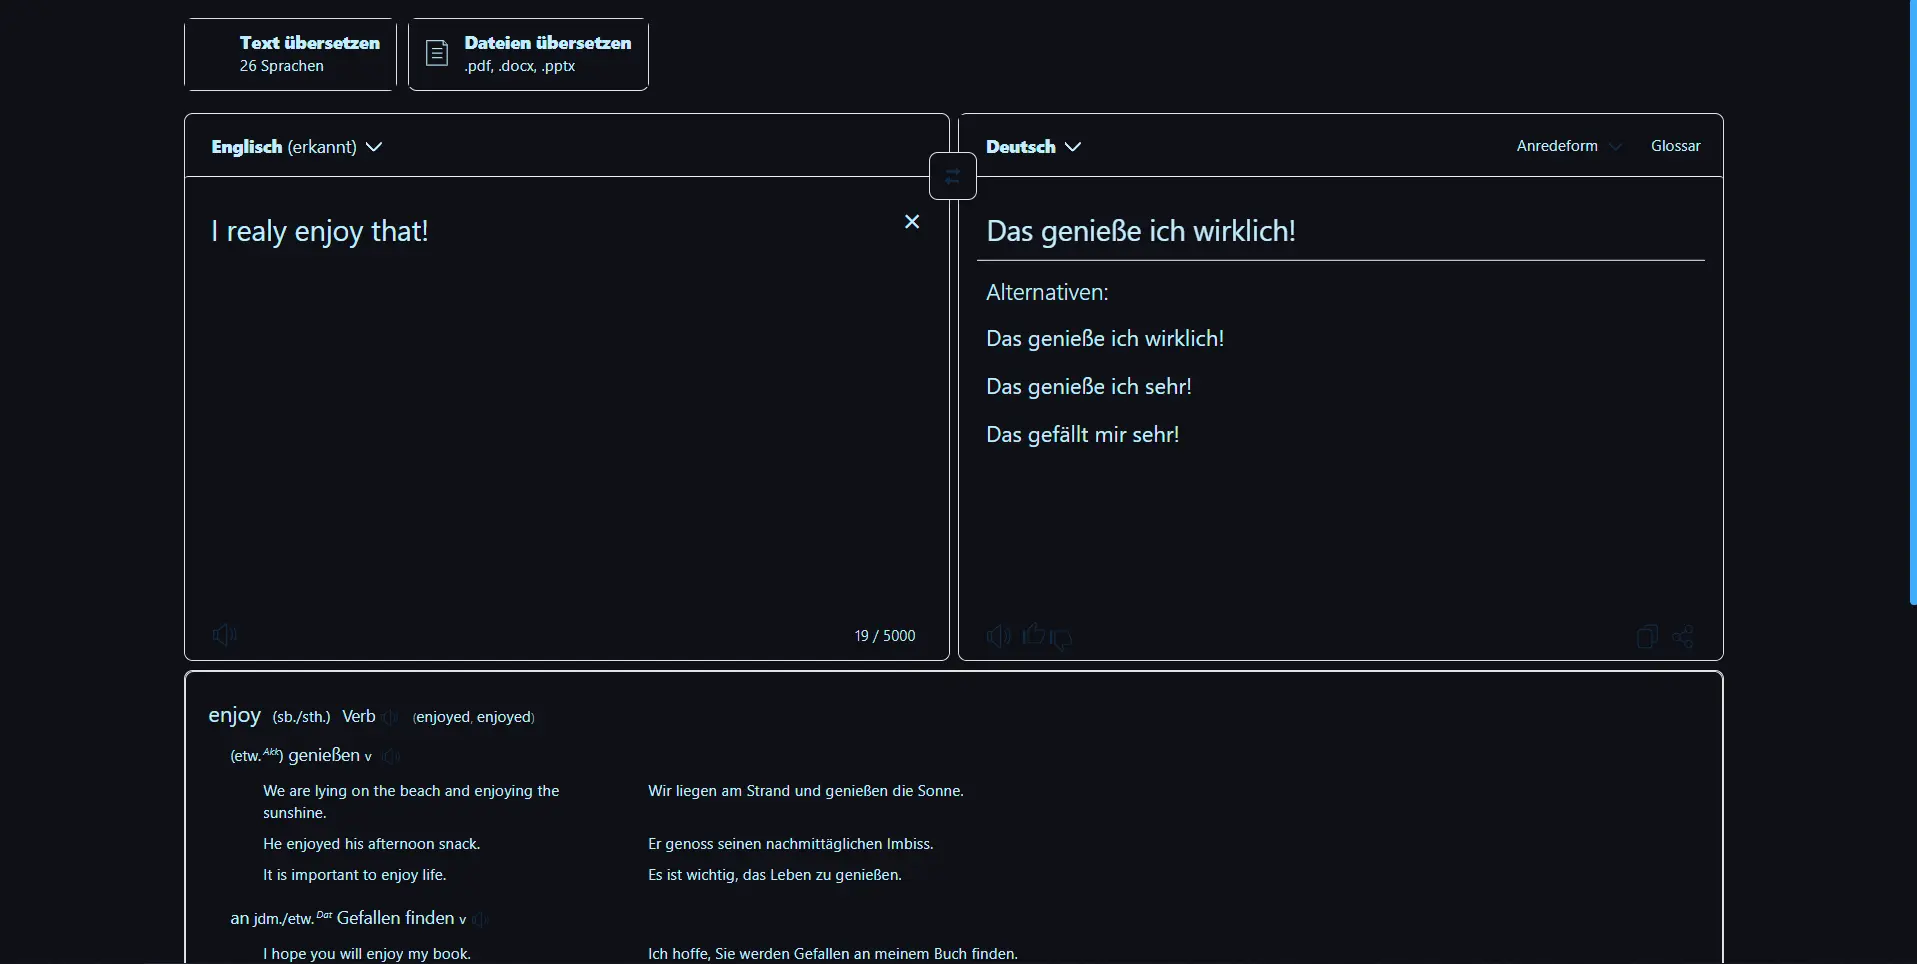 Text übersetzen
26 Sprachen
Dateien übersetzen
.pdf, .docx, .pptx
Englisch (erkannt)
Deutsch
Anredeform
Glossar
I realy enjoy that!
19 / 5000
Das genieße ich wirklich!
Alternativen:
Das genieße ich wirklich!
Das genieße ich sehr!
Das gefällt mir sehr!
enjoy (sb./sth.) Verb (enjoyed, enjoyed)
(etw.Akk) genießen v
We are lying on the beach and enjoying the
sunshine.
Wir liegen am Strand und genießen die Sonne.
He enjoyed his afternoon snack.
Er genoss seinen nachmittäglichen Imbiss.
It is important to enjoy life.
Es ist wichtig, das Leben zu genießen.
an jdm./etw.Dat Gefallen finden v
I hope you will enjoy my book.
Ich hoffe, Sie werden Gefallen an meinem Buch finden.